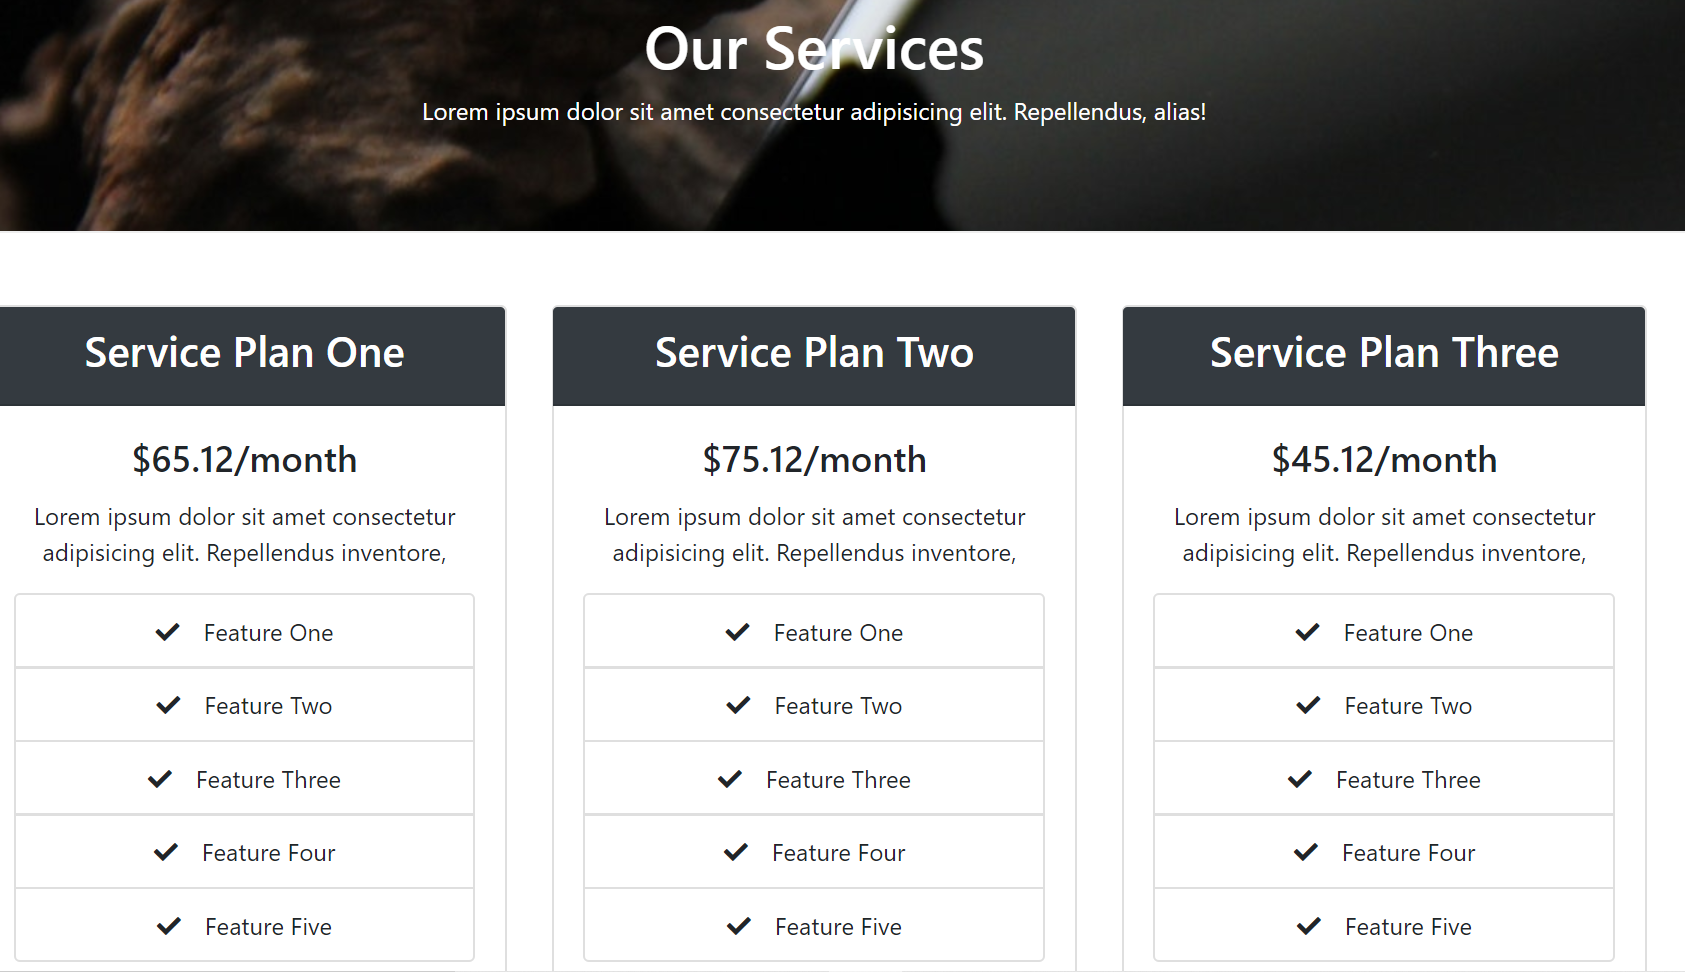 Our Services
Lorem ipsum dolor sit amet consectetur adipisicing elit. Repellendus, alias!
Service Plan One
$65.12/month
Lorem ipsum dolor sit amet consectetur
adipisicing elit. Repellendus inventore,
Feature One
Feature Two
Feature Three
Feature Four
Feature Five
Service Plan Two
$75.12/month
Lorem ipsum dolor sit amet consectetur
adipisicing elit. Repellendus inventore,
Feature One
Feature Two
Feature Three
Feature Four
Feature Five
Service Plan Three
$45.12/month
Lorem ipsum dolor sit amet consectetur
adipisicing elit. Repellendus inventore,
Feature One
Feature Two
Feature Three
Feature Four
Feature Five